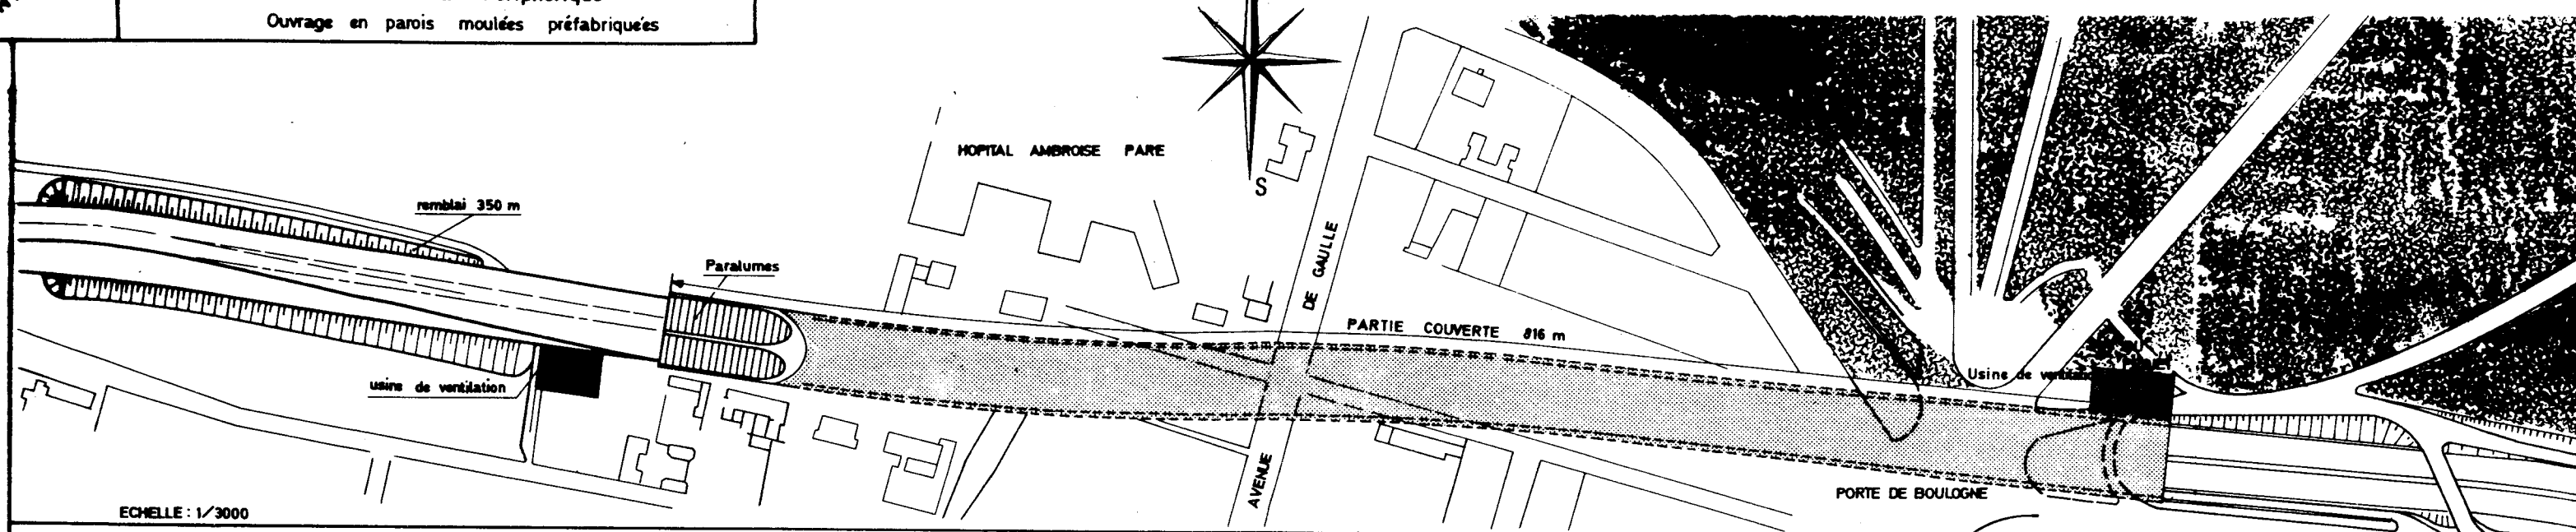 Ouvrage en parois moulées préfabriquées
HOPITAL AMBROISE PARE
S
remblai 350 m
Paralumes
AVENUE DE GAULLE
PARTIE COUVERTE 816 m
usine de ventilation
Usine de ventilation
PORTE DE BOULOGNE
ECHELLE : 1/3000